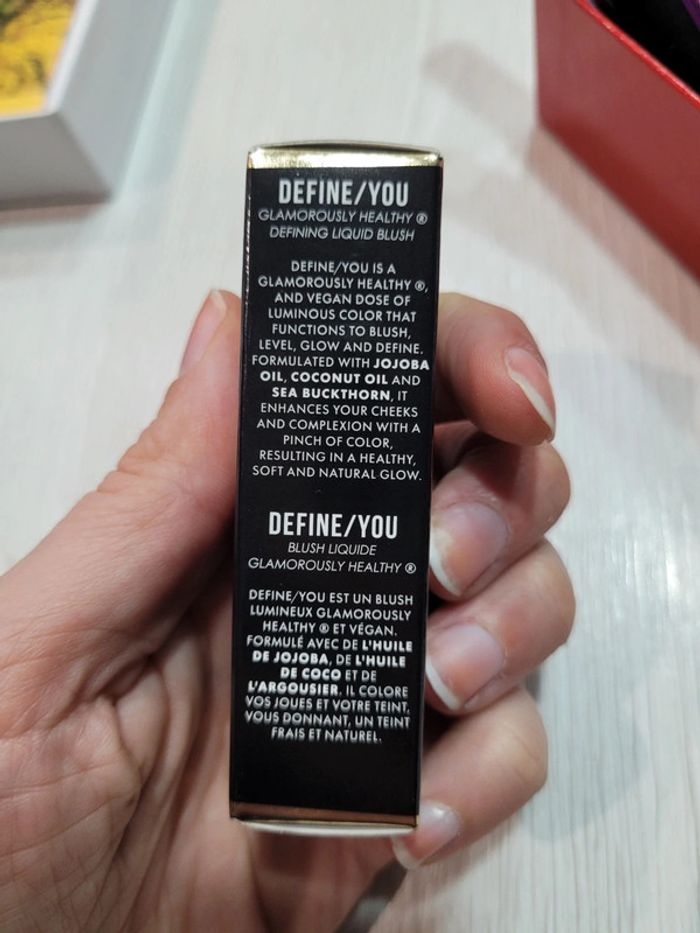 DEFINE/YOU
GLAMOROUSLY HEALTHY ®
DEFINING LIQUID BLUSH
DEFINE/YOU IS A
GLAMOROUSLY HEALTHY ®,
AND VEGAN DOSE OF
LUMINOUS COLOR THAT
FUNCTIONS TO BLUSH,
LEVEL, GLOW AND DEFINE.
FORMULATED WITH JOJOBA
OIL, COCONUT OIL AND
SEA BUCKTHORN, IT
ENHANCES YOUR CHEEKS
AND COMPLEXION WITH A
PINCH OF COLOR,
RESULTING IN A HEALTHY,
SOFT AND NATURAL GLOW.
DEFINE/YOU
BLUSH LIQUIDE
GLAMOROUSLY HEALTHY ®
DEFINE/YOU EST UN BLUSH
LUMINEUX GLAMOROUSLY
HEALTHY ® ET VÉGAN.
FORMULÉ AVEC DE L'HUILE
DE JOJOBA, DE L'HUILE
DE COCO ET DE
L'ARGOUSIER. IL COLORE
VOS JOUES ET VOTRE TEINT,
VOUS DONNANT, UN TEINT
FRAIS ET NATUREL.